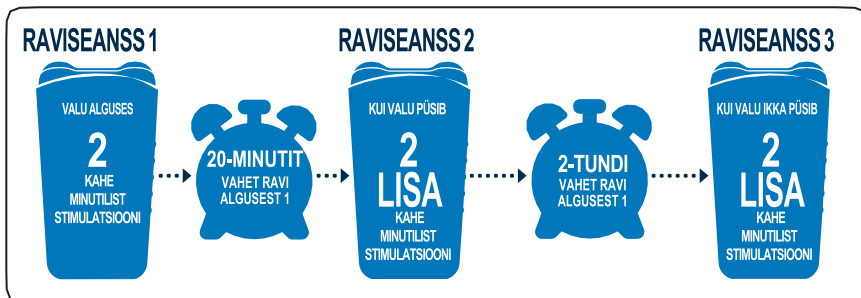 RAVISEANSS 1
VALU ALGUSES
2
KAHE
MINUTILIST
STIMULATSIOONI
20-MINUTIT
VAHET RAVI
ALGUSEST 1
RAVISEANSS 2
KUI VALU PÜSIB
2
LISA
KAHE
MINUTILIST
STIMULATSIOONI
2-TUNDI
VAHET RAVI
ALGUSEST 1
RAVISEANSS 3
KUI VALU IKKA PÜSIB
2
LISA
KAHE
MINUTILIST
STIMULATSIOONI